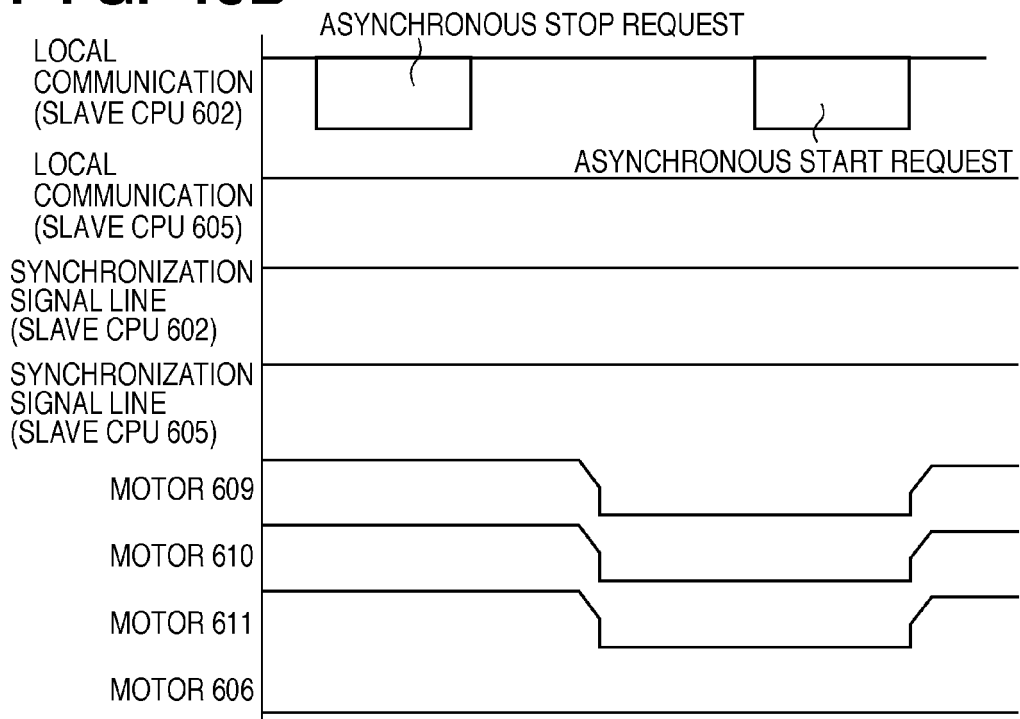 ASYNCHRONOUS STOP REQUEST
LOCAL
COMMUNICATION
(SLAVE CPU 602)
ASYNCHRONOUS START REQUEST
LOCAL
COMMUNICATION
(SLAVE CPU 605)
SYNCHRONIZATION
SIGNAL LINE
(SLAVE CPU 602)
SYNCHRONIZATION
SIGNAL LINE
(SLAVE CPU 605)
MOTOR 609
MOTOR 610
MOTOR 611
MOTOR 606